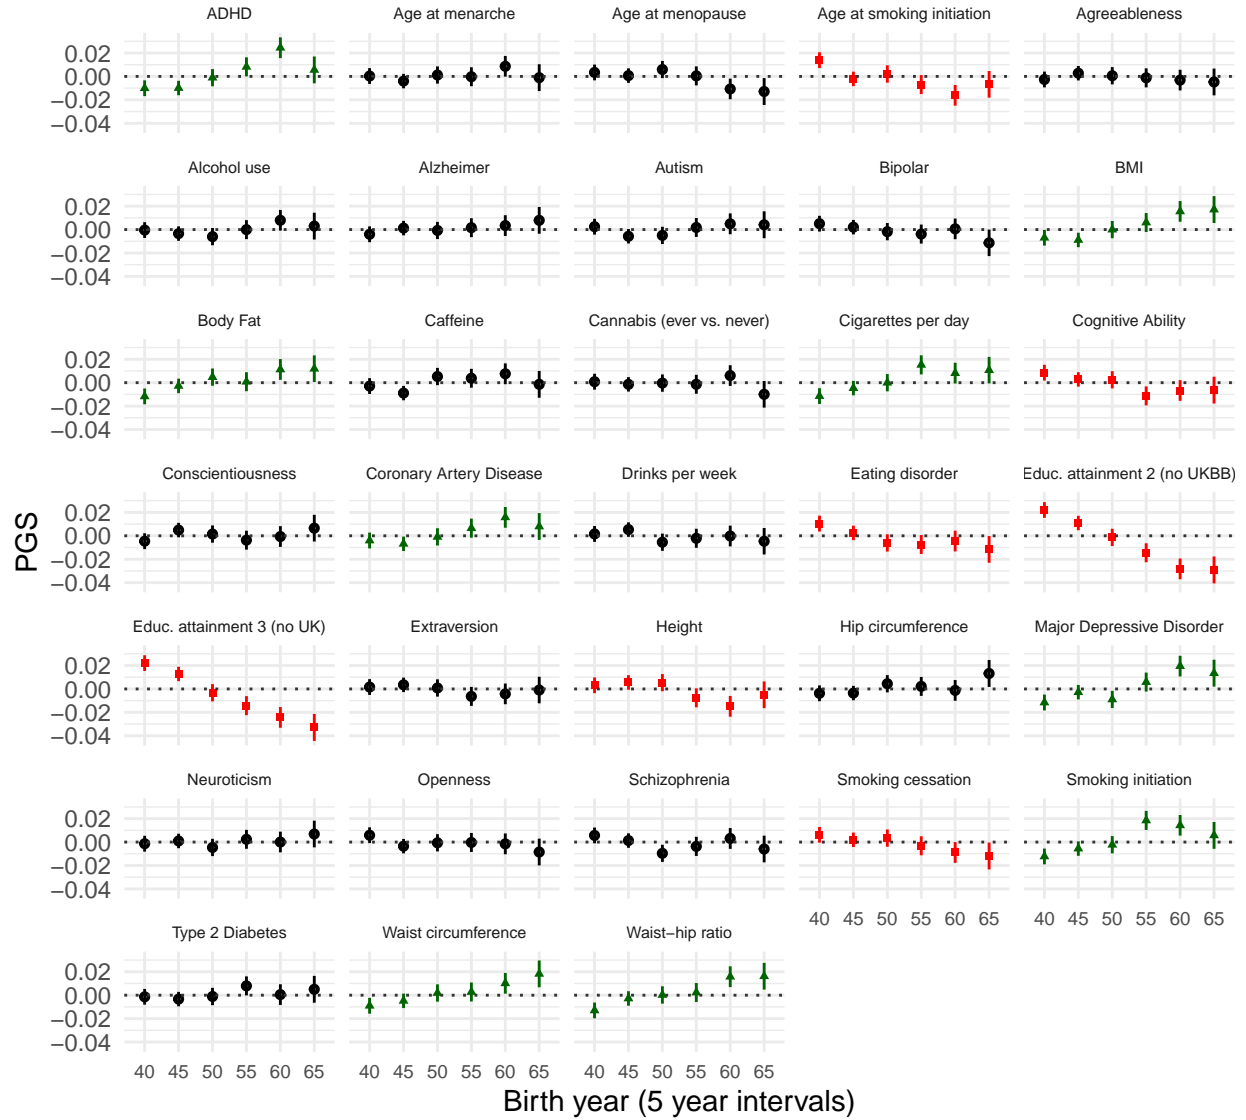 ADHD
Age at menarche
Age at menopause
Age at smoking initiation
Agreeableness
0.02
0.00
−0.02
−0.04
Alcohol use
Alzheimer
Autism
Bipolar
BMI
0.02
0.00
−0.02
−0.04
Body Fat
Caffeine
Cannabis (ever vs. never)
Cigarettes per day
Cognitive Ability
0.02
0.00
−0.02
−0.04
Conscientiousness
Coronary Artery Disease
Drinks per week
Eating disorder
Educ. attainment 2 (no UKBB)
0.02
0.00
−0.02
−0.04
PGS
Educ. attainment 3 (no UK)
Extraversion
Height
Hip circumference
Major Depressive Disorder
0.02
0.00
−0.02
−0.04
Neuroticism
Openness
Schizophrenia
Smoking cessation
Smoking initiation
0.02
0.00
−0.02
−0.04
40 45 50 55 60 65
40 45 50 55 60 65
Type 2 Diabetes
Waist circumference
Waist−hip ratio
0.02
0.00
−0.02
−0.04
40 45 50 55 60 65
40 45 50 55 60 65
40 45 50 55 60 65
Birth year (5 year intervals)